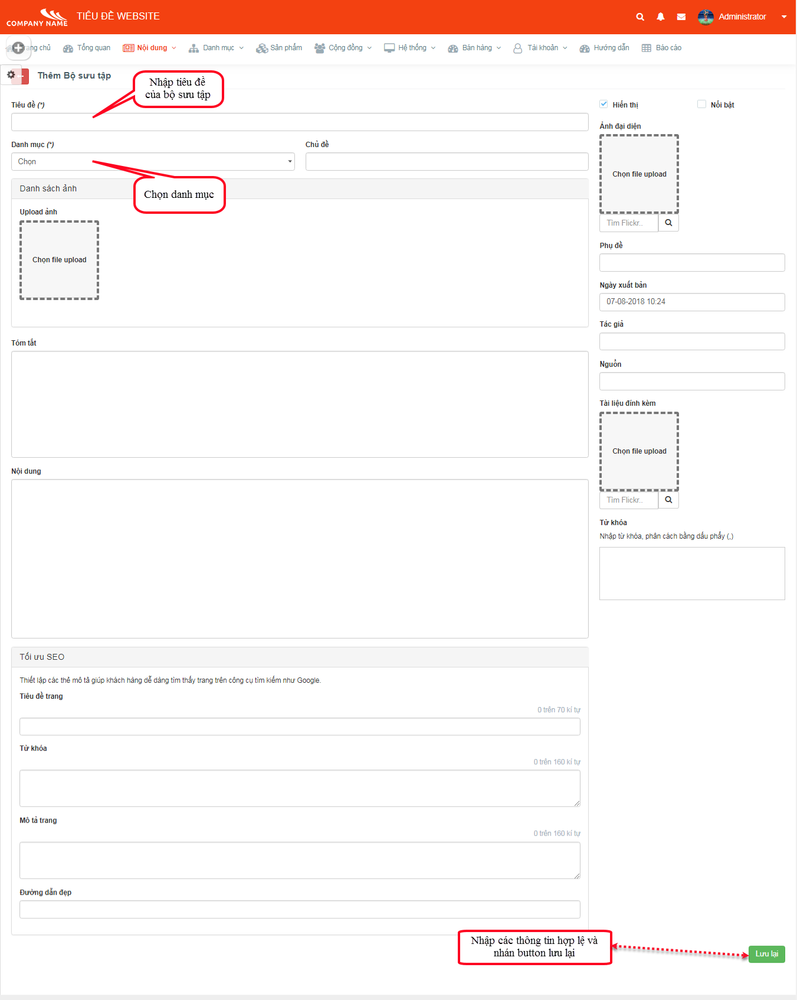 COMPANY NAME
TIÊU ĐỀ WEBSITE
Administrator
Trang chủ
Tổng quan
Nội dung
Danh mục
Sản phẩm
Cộng đồng
Hệ thống
Bán hàng
Tài khoản
Hướng dẫn
Báo cáo
Thêm Bộ sưu tập
Nhập tiêu đề
của bộ sưu tập
Tiêu đề (*)
Hiển thị
Nổi bật
Ảnh đại diện
Danh mục (*)
Chủ đề
Chọn
Chọn file upload
Danh sách ảnh
Chọn danh mục
Upload ảnh
Tìm Flickr..
Chọn file upload
Phụ đề
Ngày xuất bản
07-08-2018 10:24
Tác giả
Tóm tắt
Nguồn
Tài liệu đính kèm
Chọn file upload
Nội dung
Tìm Flickr..
Từ khóa
Nhập từ khóa, phân cách bằng dấu phẩy (,)
Tối ưu SEO
Thiết lập các thẻ mô tả giúp khách hàng dễ dàng tìm thấy trang trên công cụ tìm kiếm như Google.
Tiêu đề trang
0 trên 70 kí tự
Từ khóa
0 trên 160 kí tự
Mô tả trang
0 trên 160 kí tự
Đường dẫn đẹp
Nhập các thông tin hợp lệ và
nhán button lưu lại
Lưu lại